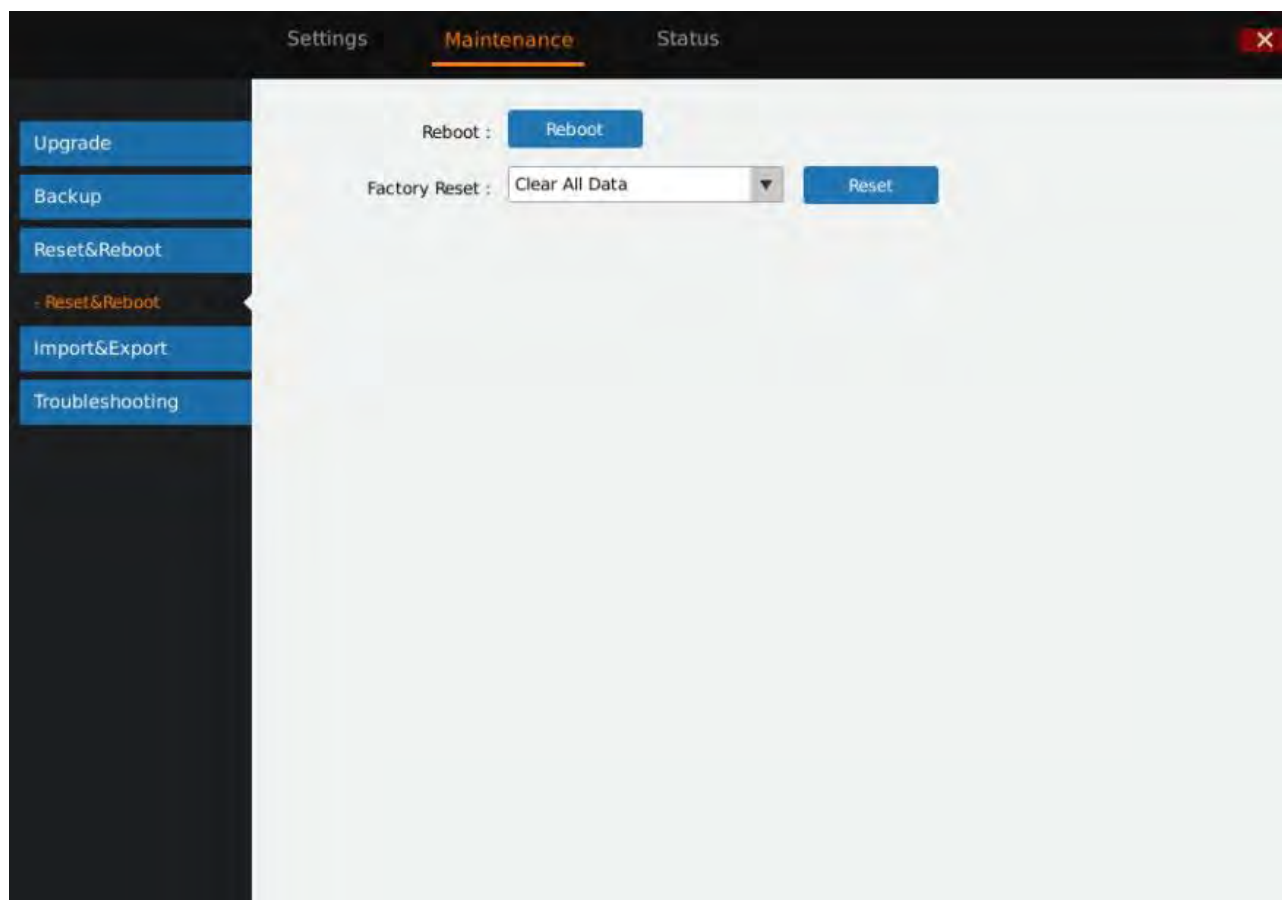 Settings Maintenance Status
Upgrade
Backup
Reset&Reboot
- Reset&Reboot
Import&Export
Troubleshooting
Reboot : Reboot
Factory Reset : Clear All Data Reset